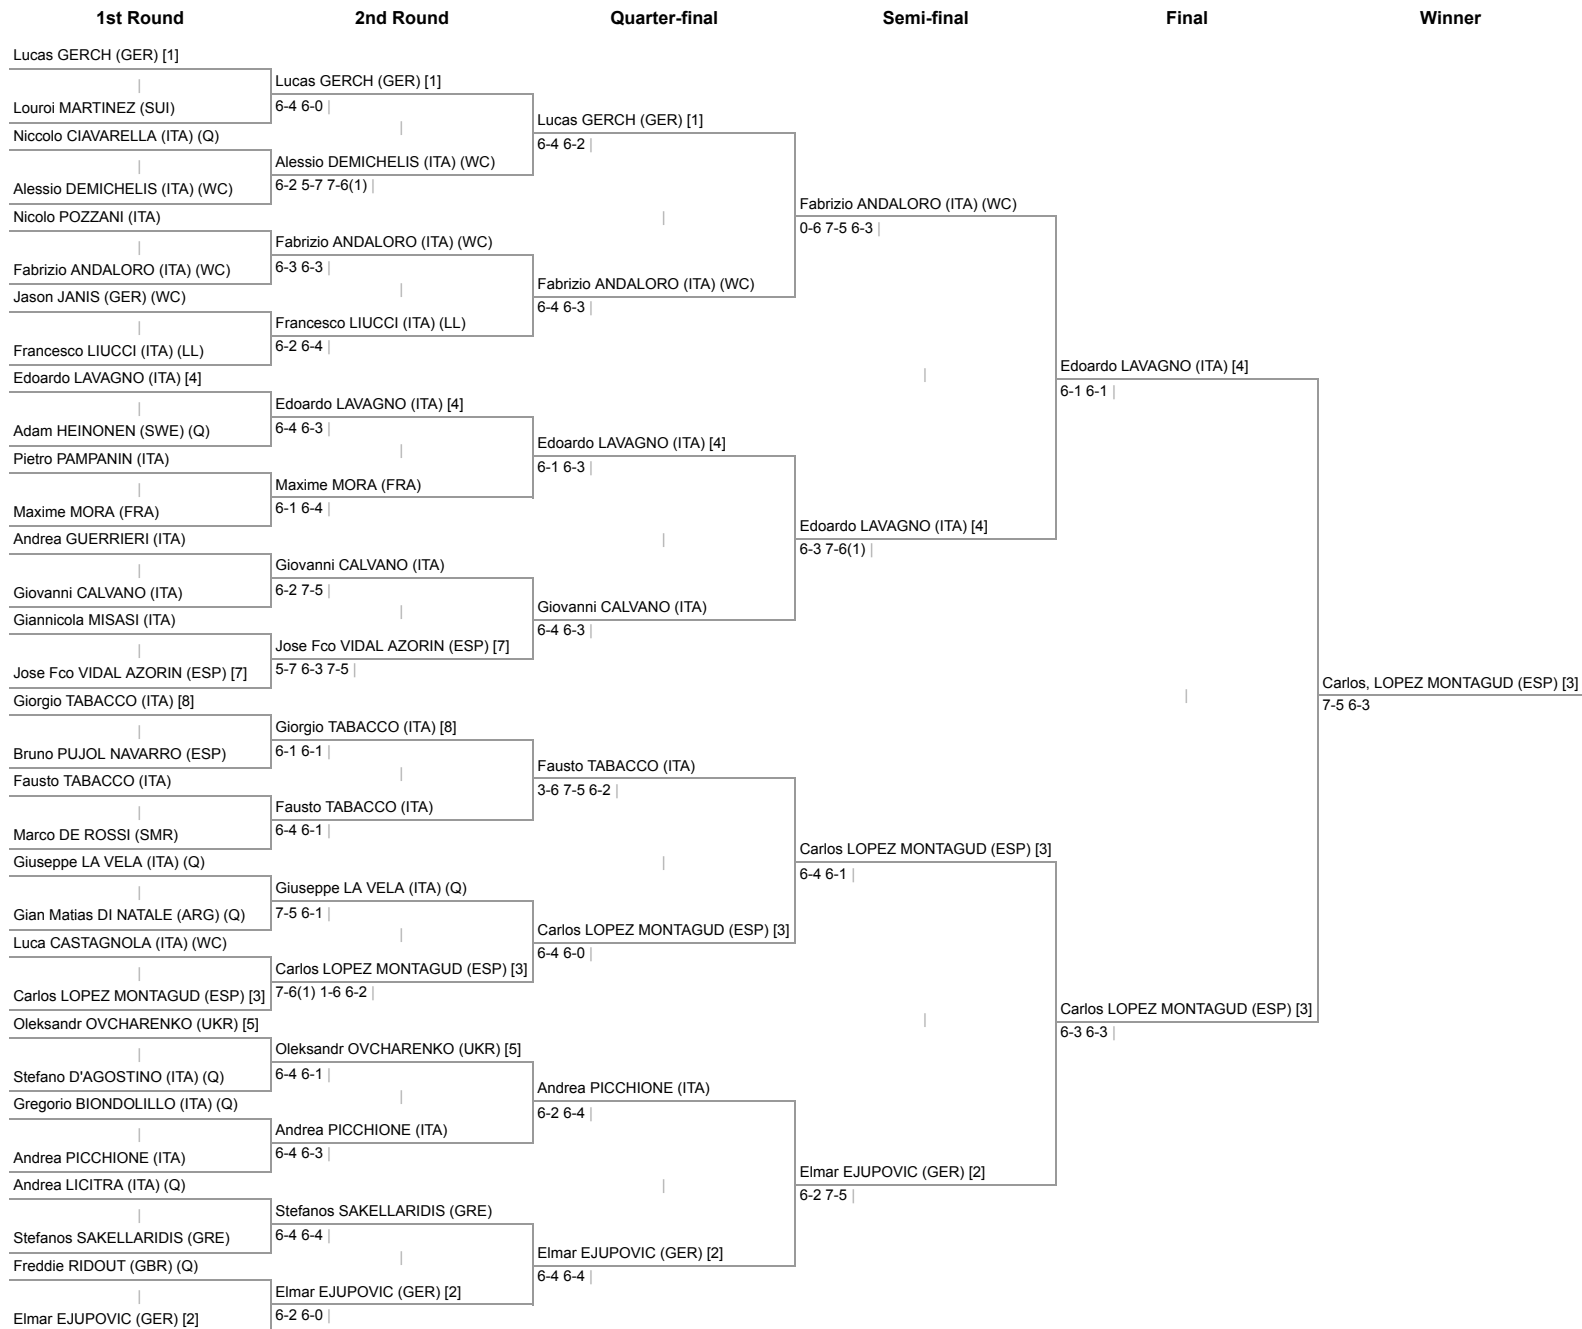 1st Round
2nd Round
Quarter-final
Semi-final
Final
Winner
Lucas GERCH (GER) [1]
Louroi MARTINEZ (SUI)
Niccolo CIAVARELLA (ITA) (Q)
Alessio DEMICHELIS (ITA) (WC)
Nicolo POZZANI (ITA)
Fabrizio ANDALORO (ITA) (WC)
Jason JANIS (GER) (WC)
Francesco LIUCCI (ITA) (LL)
Edoardo LAVAGNO (ITA) [4]
Adam HEINONEN (SWE) (Q)
Pietro PAMPANIN (ITA)
Maxime MORA (FRA)
Andrea GUERRIERI (ITA)
Giovanni CALVANO (ITA)
Giannicola MISASI (ITA)
Jose Fco VIDAL AZORIN (ESP) [7]
Giorgio TABACCO (ITA) [8]
Bruno PUJOL NAVARRO (ESP)
Fausto TABACCO (ITA)
Marco DE ROSSI (SMR)
Giuseppe LA VELA (ITA) (Q)
Gian Matias DI NATALE (ARG) (Q)
Luca CASTAGNOLA (ITA) (WC)
Carlos LOPEZ MONTAGUD (ESP) [3]
Oleksandr OVCHARENKO (UKR) [5]
Stefano D'AGOSTINO (ITA) (Q)
Gregorio BIONDOLILLO (ITA) (Q)
Andrea PICCHIONE (ITA)
Andrea LICITRA (ITA) (Q)
Stefanos SAKELLARIDIS (GRE)
Freddie RIDOUT (GBR) (Q)
Elmar EJUPOVIC (GER) [2]
Lucas GERCH (GER) [1]
6-4 6-0 |
Alessio DEMICHELIS (ITA) (WC)
6-2 5-7 7-6(1) |
Fabrizio ANDALORO (ITA) (WC)
6-3 6-3 |
Francesco LIUCCI (ITA) (LL)
6-2 6-4 |
Edoardo LAVAGNO (ITA) [4]
6-4 6-3 |
Maxime MORA (FRA)
6-1 6-4 |
Giovanni CALVANO (ITA)
6-2 7-5 |
Jose Fco VIDAL AZORIN (ESP) [7]
5-7 6-3 7-5 |
Giorgio TABACCO (ITA) [8]
6-1 6-1 |
Fausto TABACCO (ITA)
6-4 6-1 |
Giuseppe LA VELA (ITA) (Q)
7-5 6-1 |
Carlos LOPEZ MONTAGUD (ESP) [3]
7-6(1) 1-6 6-2 |
Oleksandr OVCHARENKO (UKR) [5]
6-4 6-1 |
Andrea PICCHIONE (ITA)
6-4 6-3 |
Stefanos SAKELLARIDIS (GRE)
6-4 6-4 |
Elmar EJUPOVIC (GER) [2]
6-2 6-0 |
Lucas GERCH (GER) [1]
6-4 6-2 |
Fabrizio ANDALORO (ITA) (WC)
6-4 6-3 |
Edoardo LAVAGNO (ITA) [4]
6-1 6-3 |
Giovanni CALVANO (ITA)
6-4 6-3 |
Fausto TABACCO (ITA)
3-6 7-5 6-2 |
Carlos LOPEZ MONTAGUD (ESP) [3]
6-4 6-0 |
Andrea PICCHIONE (ITA)
6-2 6-4 |
Elmar EJUPOVIC (GER) [2]
6-4 6-4 |
Fabrizio ANDALORO (ITA) (WC)
0-6 7-5 6-3 |
Edoardo LAVAGNO (ITA) [4]
6-3 7-6(1) |
Carlos LOPEZ MONTAGUD (ESP) [3]
6-4 6-1 |
Elmar EJUPOVIC (GER) [2]
6-2 7-5 |
Edoardo LAVAGNO (ITA) [4]
6-1 6-1 |
Carlos LOPEZ MONTAGUD (ESP) [3]
6-3 6-3 |
Carlos, LOPEZ MONTAGUD (ESP) [3]
7-5 6-3